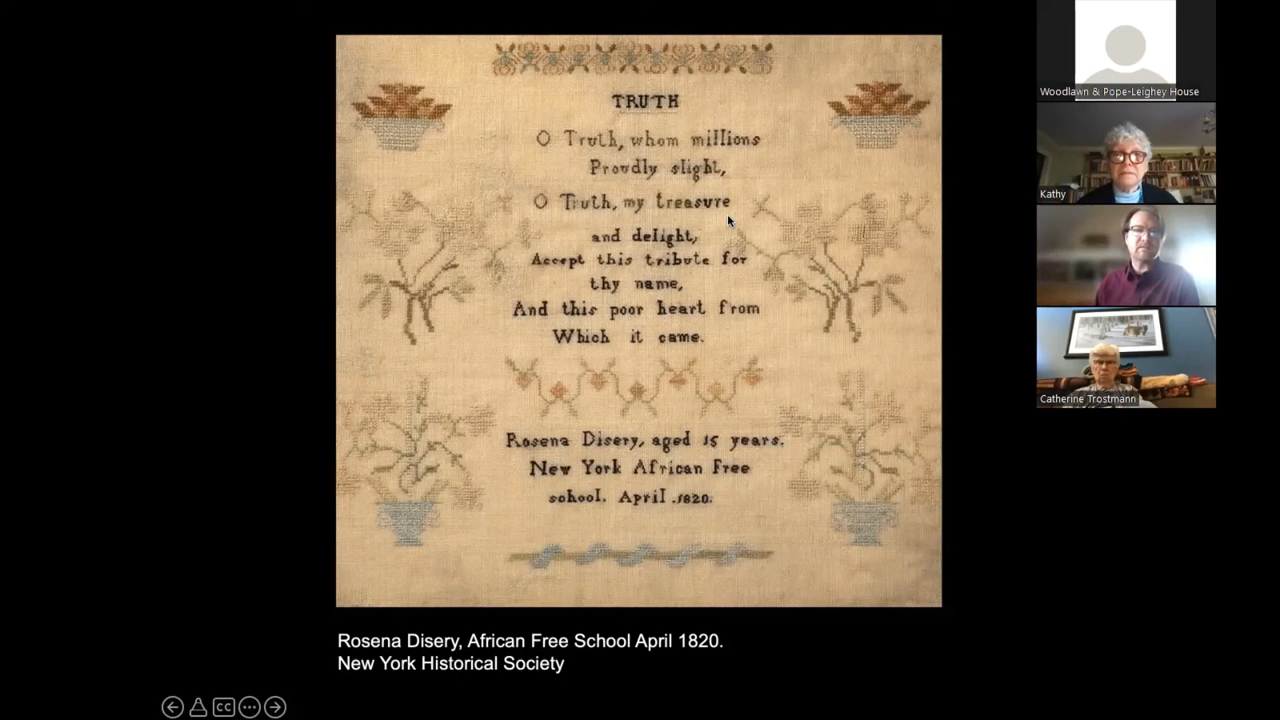 TRUTH
O Truth, whom millions
Proudly slight,
O Truth, my treasure
and delight,
Accept this tribute for
thy name,
And this poor heart from
Which it came.
Rosena Disery, aged 15 years.
New York African Free
school. April .1820.
Rosena Disery, African Free School April 1820.
New York Historical Society
CC
Woodlawn & Pope-Leighey House
Kathy
Catherine Trostmann